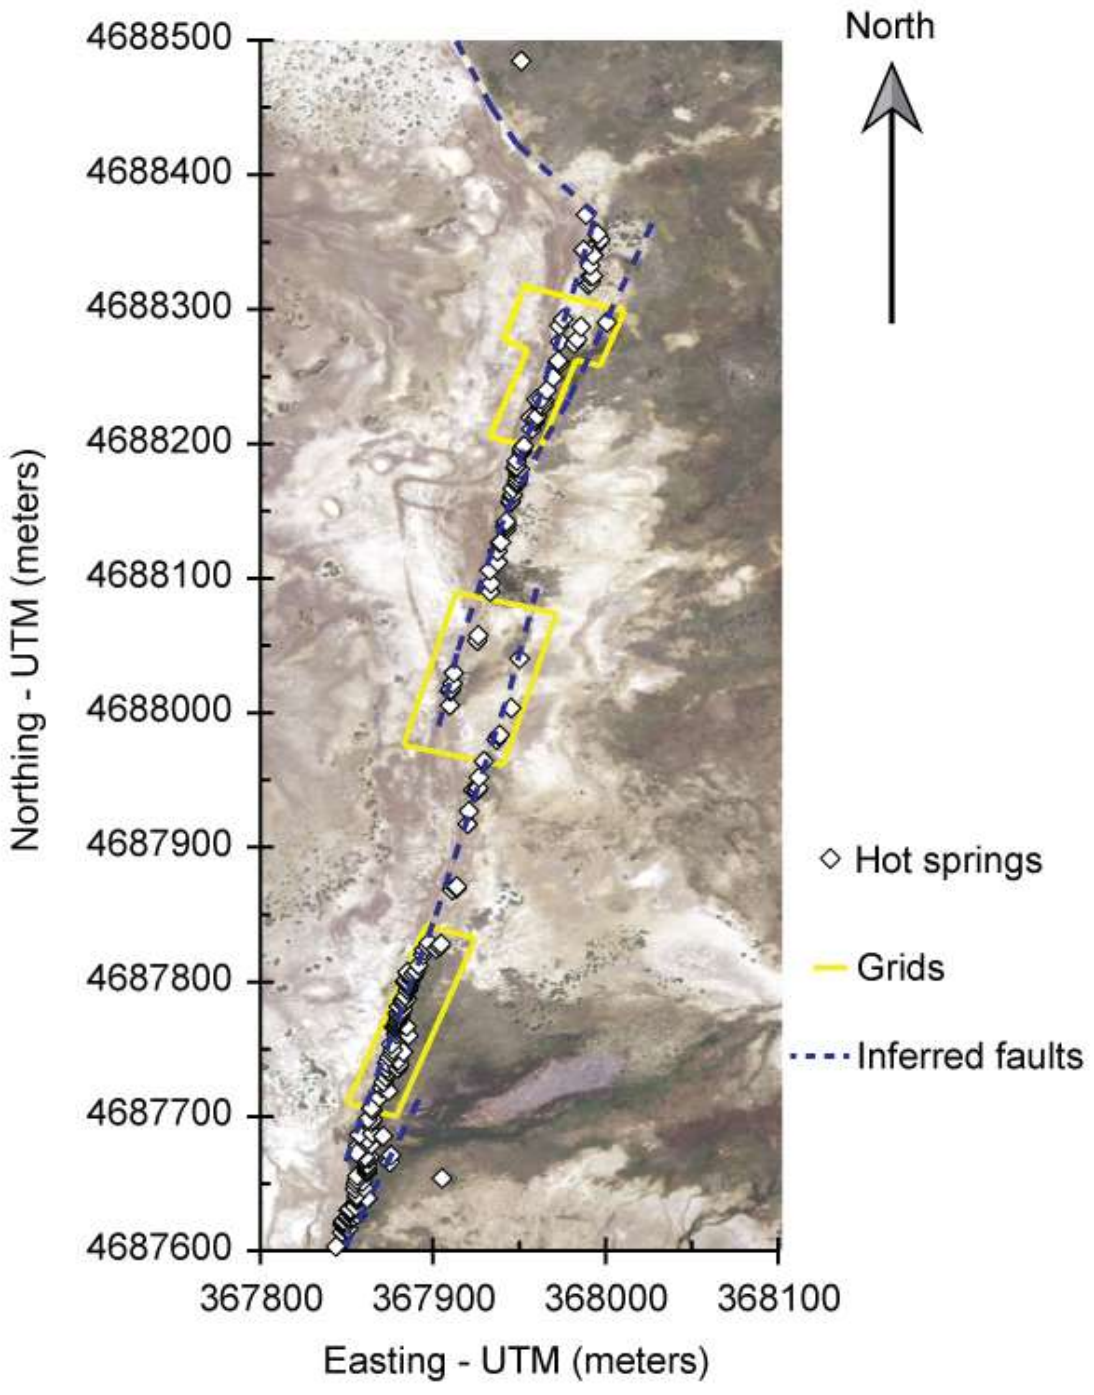 North
4688500
4688400
4688300
4688200
4688100
4688000
4687900
4687800
4687700
4687600
Northing - UTM (meters)
367800 367900 368000 368100
Easting - UTM (meters)
Hot springs
Grids
Inferred faults